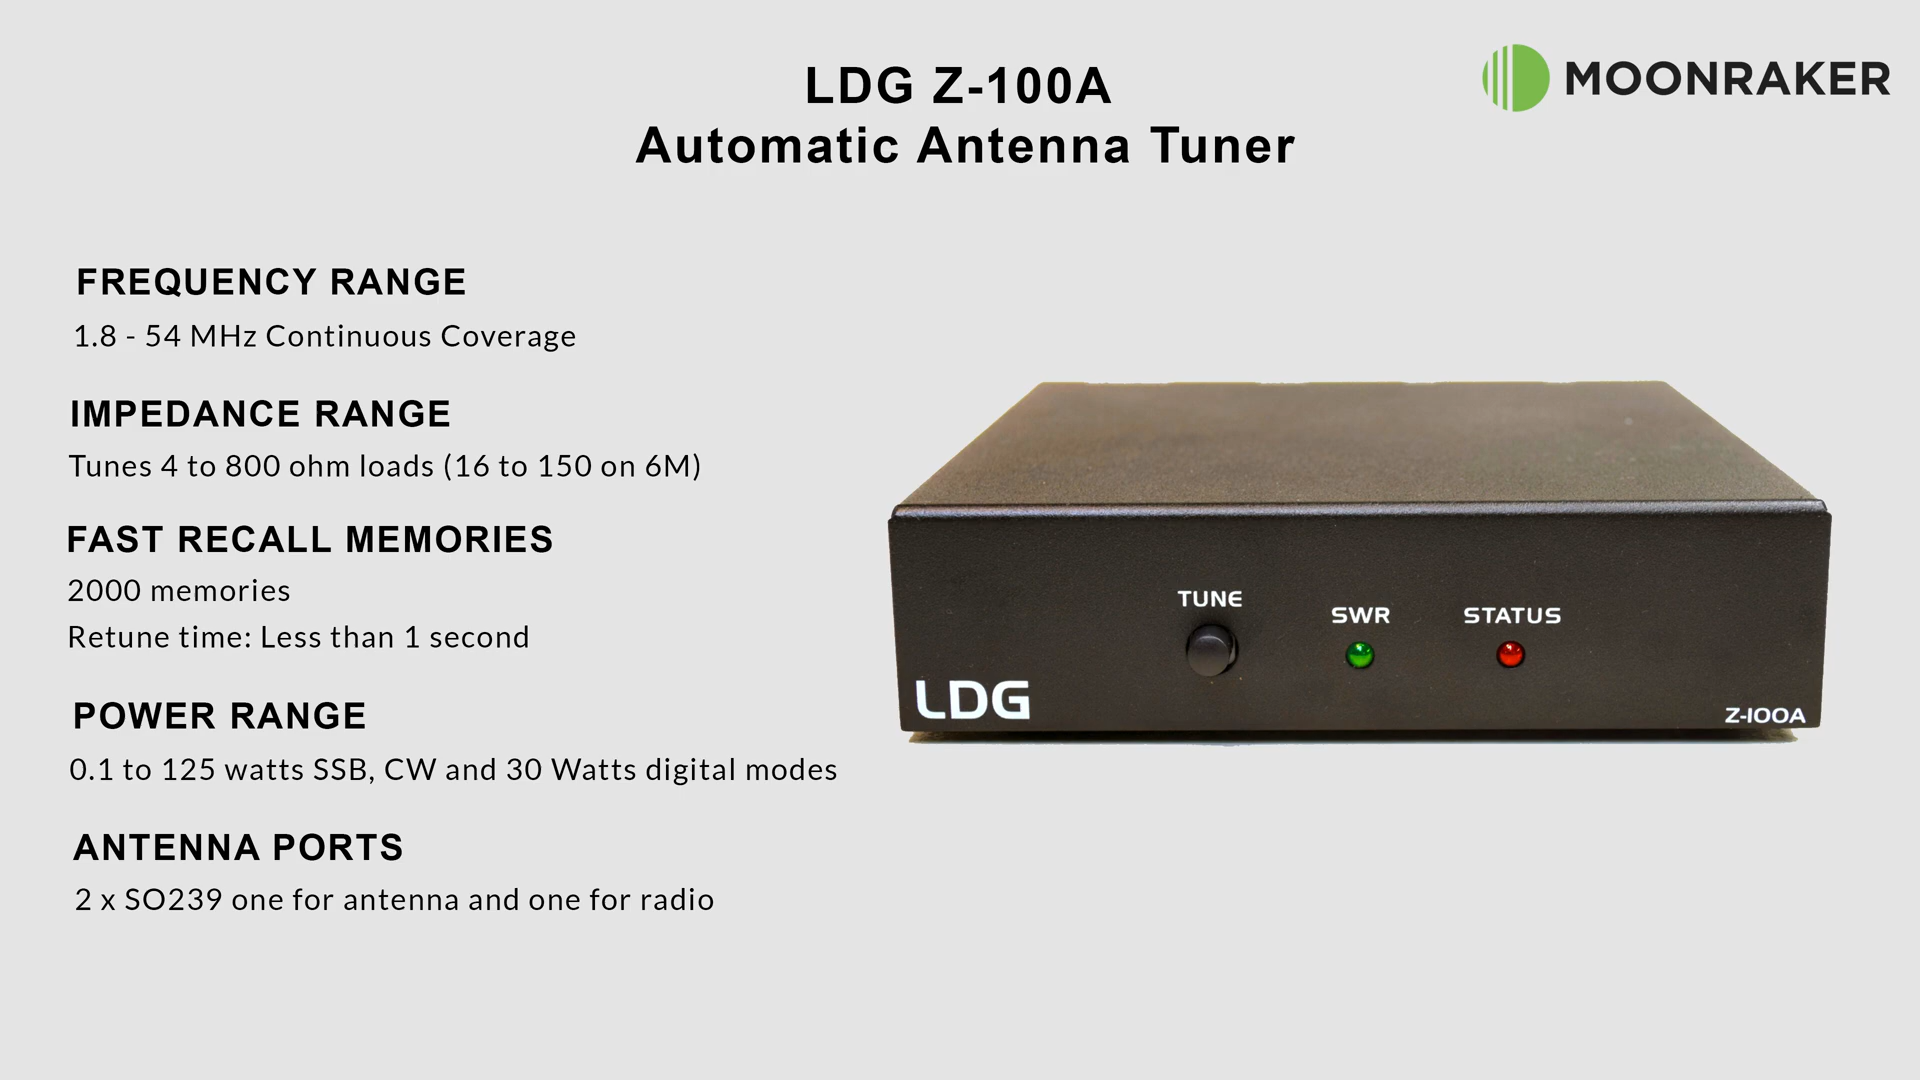 LDG Z-100A
Automatic Antenna Tuner
MOONRAKER
FREQUENCY RANGE
1.8 - 54 MHz Continuous Coverage
IMPEDANCE RANGE
Tunes 4 to 800 ohm loads (16 to 150 on 6M)
FAST RECALL MEMORIES
2000 memories
Retune time: Less than 1 second
POWER RANGE
0.1 to 125 watts SSB, CW and 30 Watts digital modes
ANTENNA PORTS
2 x SO239 one for antenna and one for radio
TUNE
SWR
STATUS
LDG
Z-100A